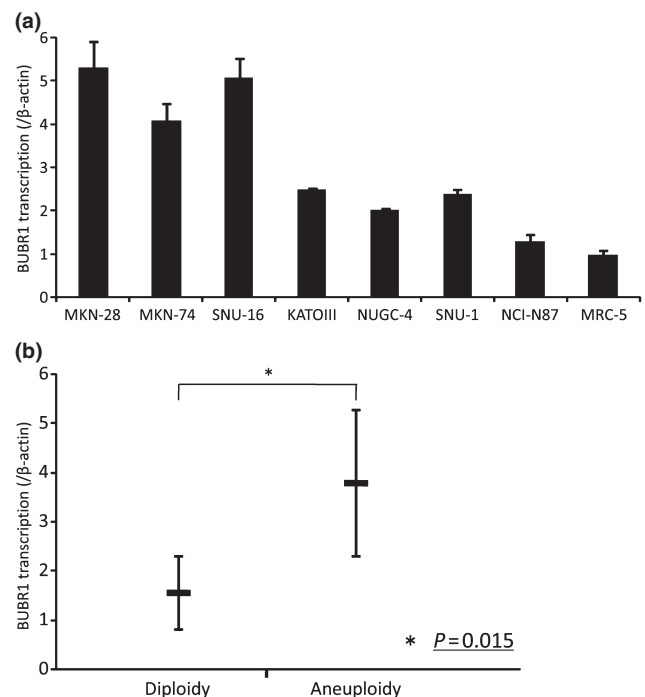 (a)
BUBR1 transcription (/β-actin)
6
5
4
3
2
1
0
MKN-28 MKN-74 SNU-16 KATOIII NUGC-4 SNU-1 NCI-N87 MRC-5
(b)
BUBR1 transcription (/β-actin)
6
5
4
3
2
1
0
*
* P=0.015
Diploidy Aneuploidy